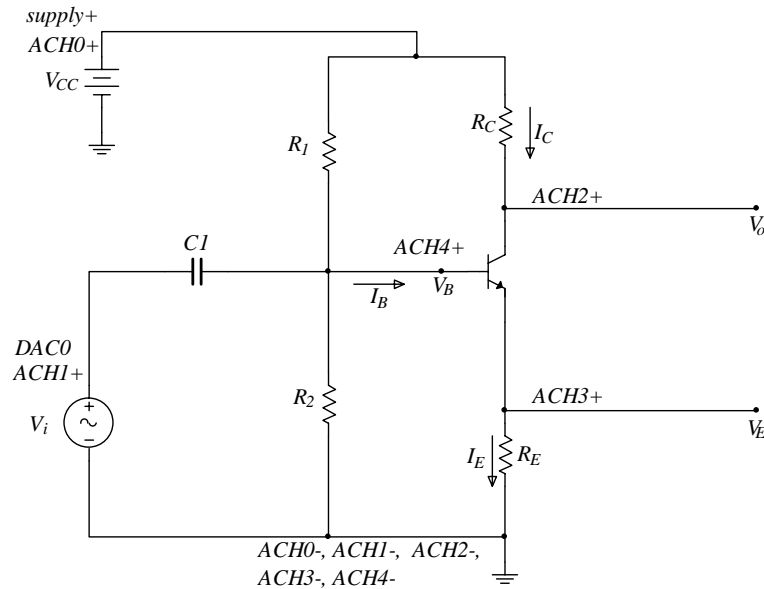 supply+
ACH0+
VCC
R1
RC
IC
ACH2+
Vo
C1
ACH4+
IB
VB
DAC0
ACH1+
Vi
+
-
R2
ACH3+
VE
IE
RE
ACH0-, ACH1-, ACH2-,
ACH3-, ACH4-